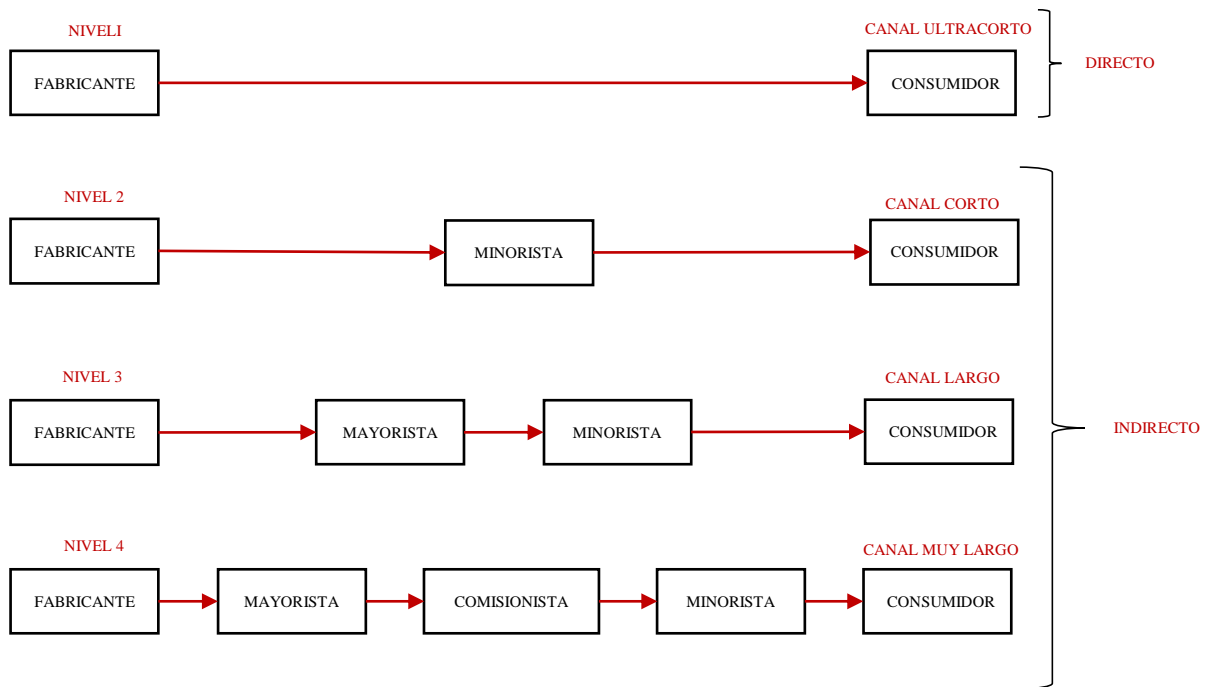 NIVELI
CANAL ULTRACORTO
FABRICANTE
CONSUMIDOR
DIRECTO
NIVEL 2
CANAL CORTO
FABRICANTE
MINORISTA
CONSUMIDOR
NIVEL 3
CANAL LARGO
FABRICANTE
MAYORISTA
MINORISTA
CONSUMIDOR
INDIRECTO
NIVEL 4
CANAL MUY LARGO
FABRICANTE
MAYORISTA
COMISIONISTA
MINORISTA
CONSUMIDOR